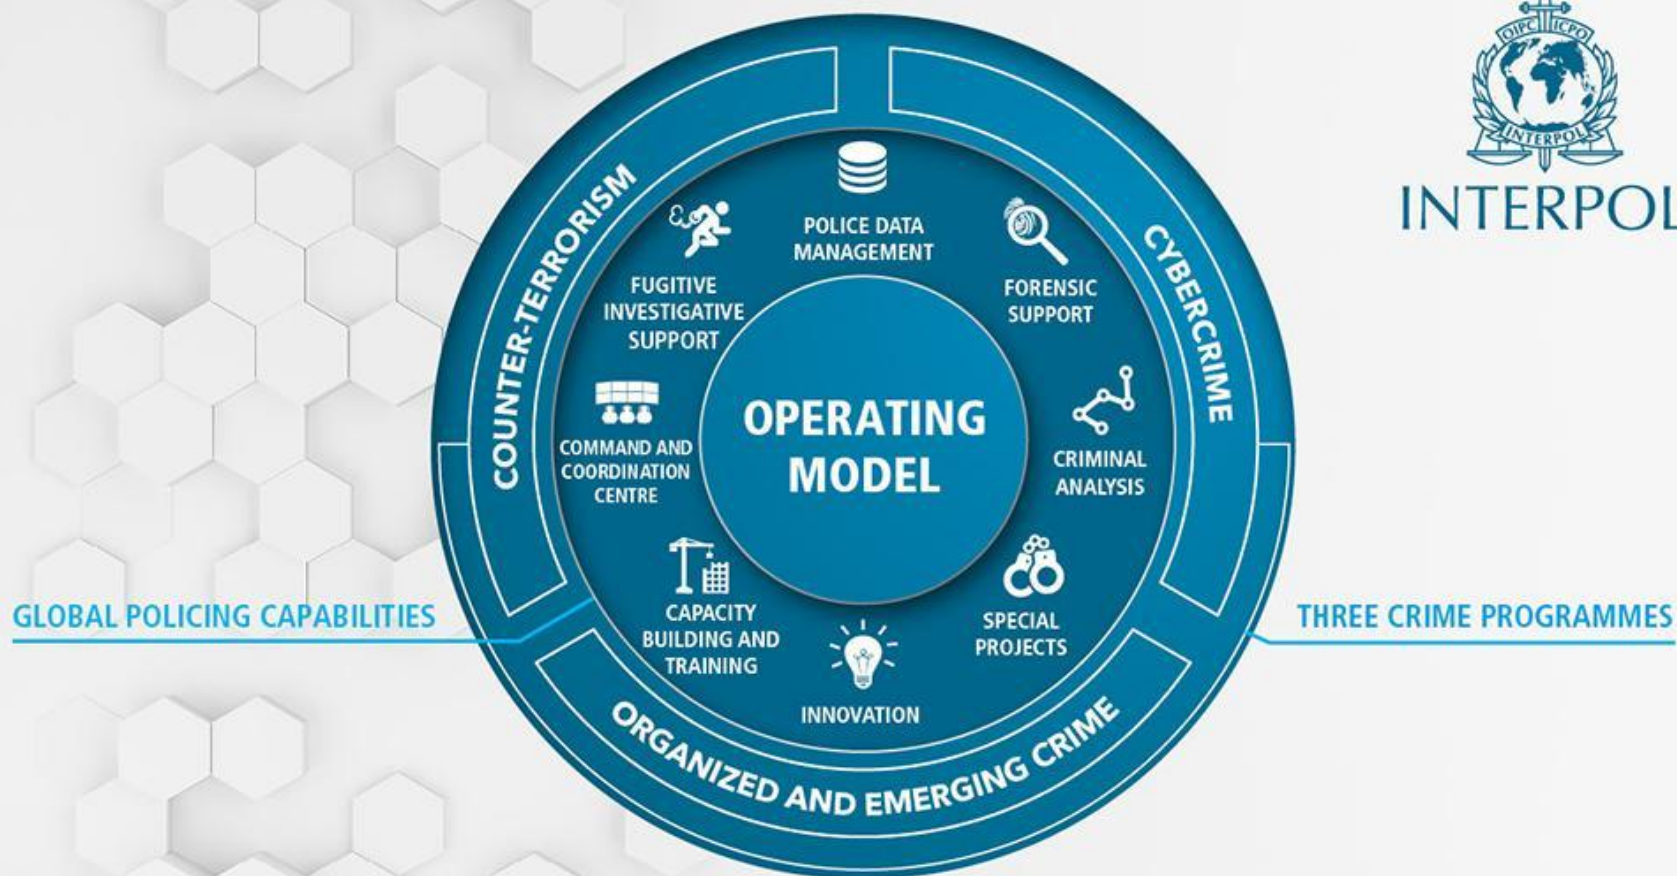 OIPC ICPO
INTERPOL
INTERPOL
COUNTER-TERRORISM
CYBERCRIME
ORGANIZED AND EMERGING CRIME
POLICE DATA
MANAGEMENT
FORENSIC
SUPPORT
CRIMINAL
ANALYSIS
SPECIAL
PROJECTS
INNOVATION
CAPACITY
BUILDING AND
TRAINING
COMMAND AND
COORDINATION
CENTRE
FUGITIVE
INVESTIGATIVE
SUPPORT
OPERATING
MODEL
GLOBAL POLICING CAPABILITIES
THREE CRIME PROGRAMMES